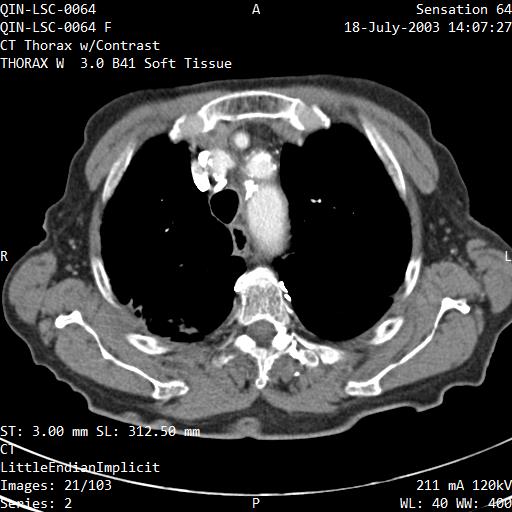 QIN-LSC-0064
A
Sensation 64
QIN-LSC-0064 F
18-July-2003 14:07:27
CT Thorax w/Contrast
THORAX W  3.0 B41 Soft Tissue
R
L
ST: 3.00 mm SL: 312.50 mm
CT
LittleEndianImplicit
Images: 21/103
211 mA 120kV
Series: 2
P
WL: 40 WW: 400